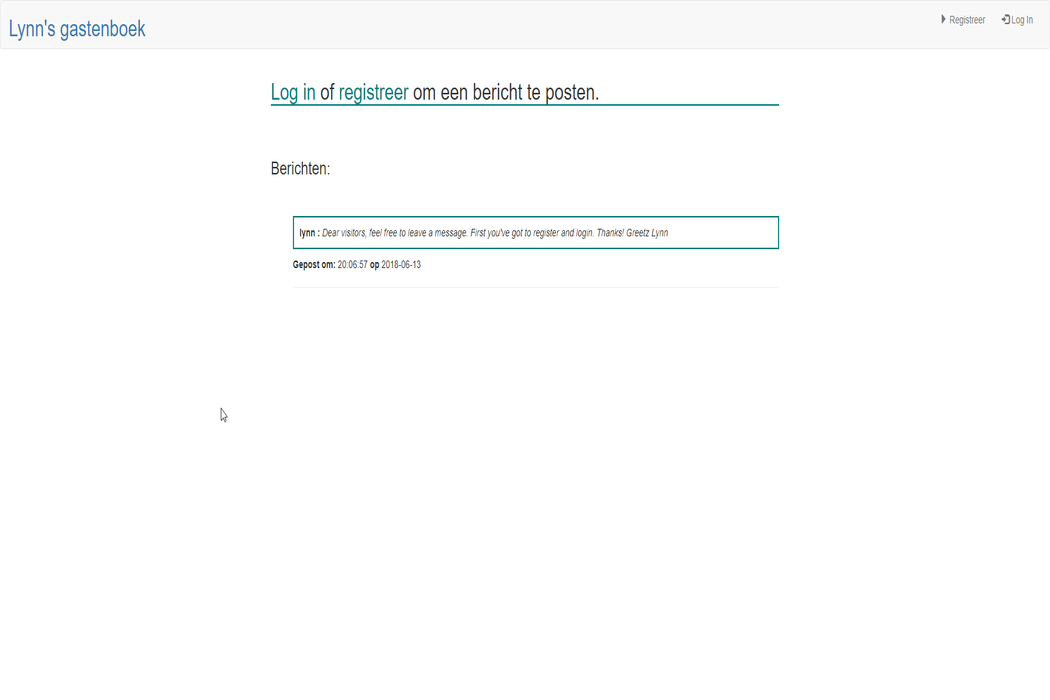 Lynn's gastenboek
Registreer
Log In
Log in of registreer om een bericht te posten.
Berichten:
lynn : Dear visitors, feel free to leave a message. First you've got to register and login. Thanks! Greetz Lynn
Gepost om: 20:06:57 op 2018-06-13